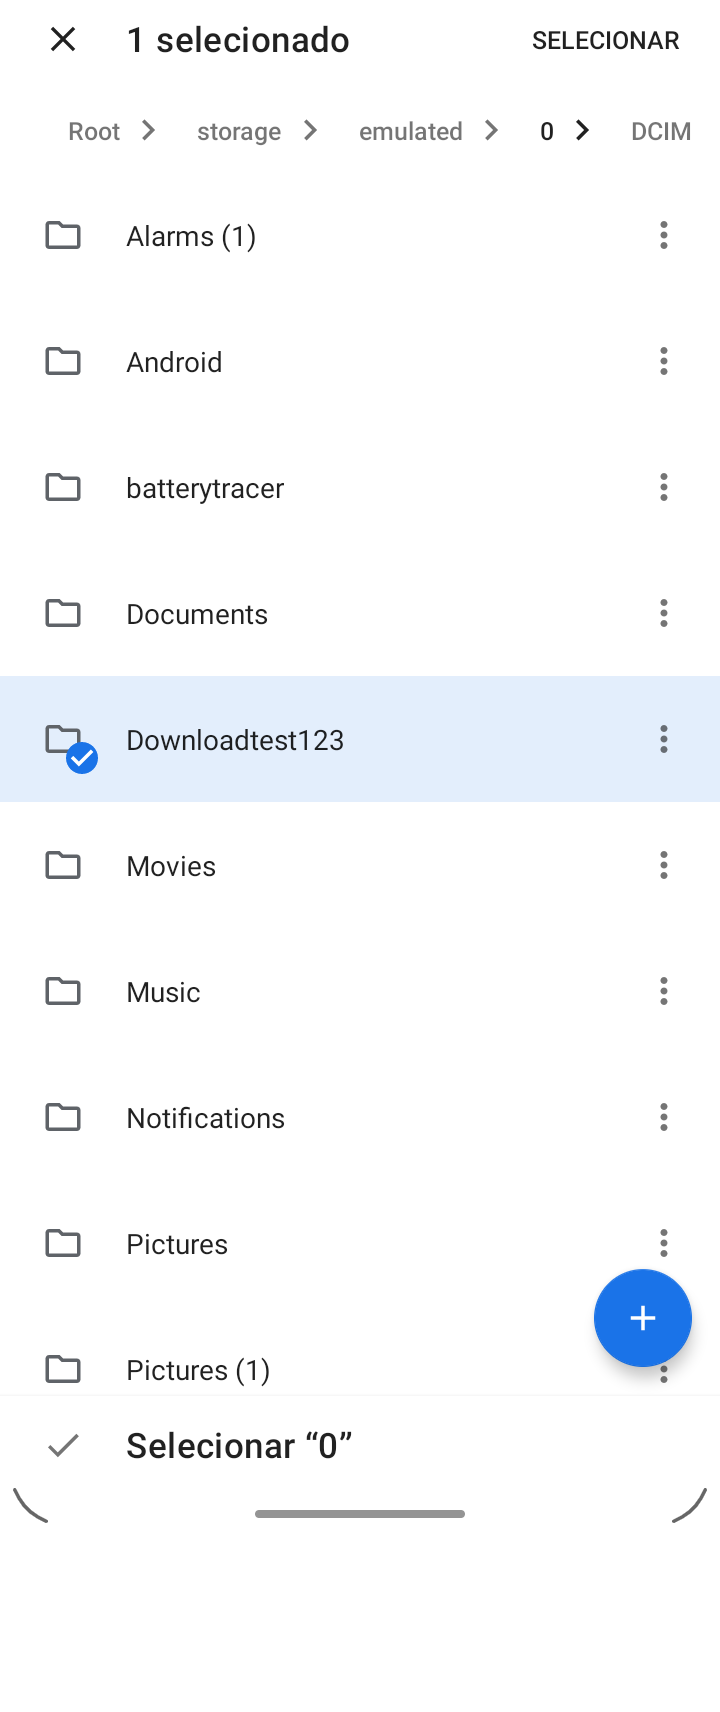 1 selecionado SELECIONAR
Root storage emulated 0 DCIM
Alarms (1)
Android
batterytracer
Documents
Downloadtest123
Movies
Music
Notifications
Pictures
Pictures (1)
Selecionar “0”